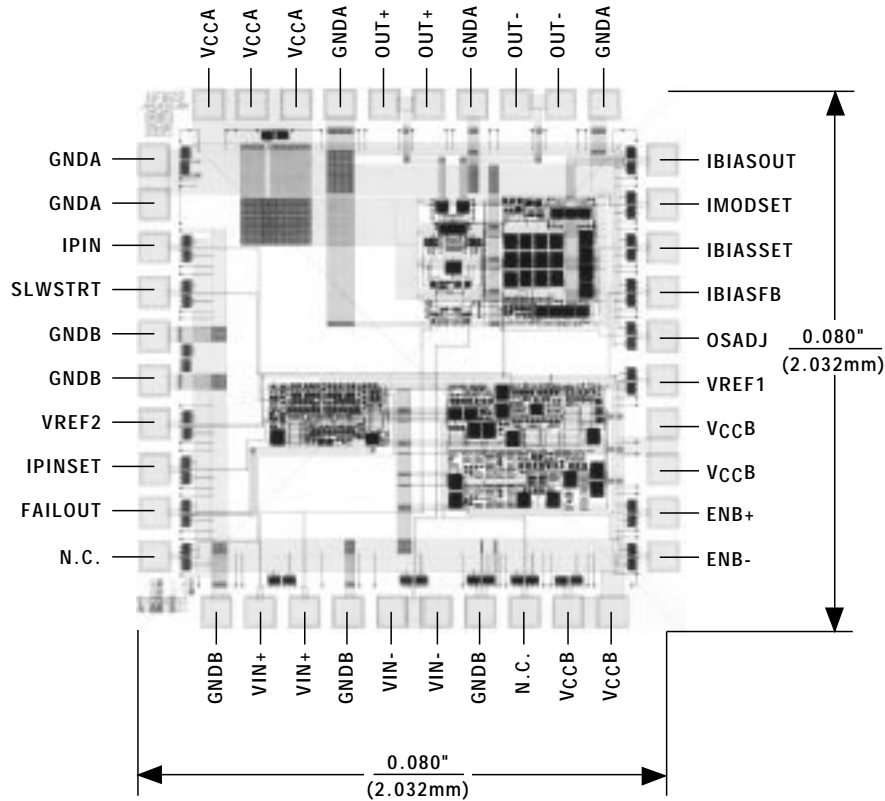 VCCA
VCCA
VCCA
GNDA
OUT+
OUT+
GNDA
OUT-
OUT-
GNDA
GNDA
GNDA
IPIN
SLWSTRT
GNDB
GNDB
VREF2
IPINSET
FAILOUT
N.C.
IBIASOUT
IMODSET
IBIASSET
IBIASFB
OSADJ
VREF1
VCCB
VCCB
ENB+
ENB-
0.080"
(2.032mm)
GNDB
VIN+
VIN+
GNDB
VIN-
VIN-
GNDB
N.C.
VCCB
VCCB
0.080"
(2.032mm)